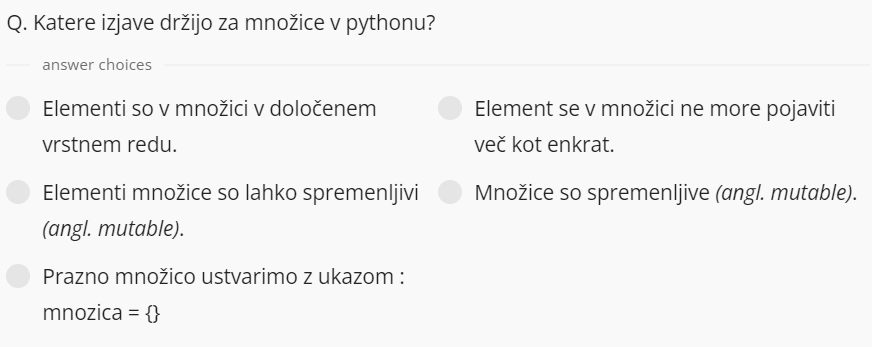 Q. Katere izjave držijo za množice v pythonu?
answer choices
Elementi so v množici v določenem
vrstnem redu.
Element se v množici ne more pojaviti
več kot enkrat.
Elementi množice so lahko spremenljivi
(angl. mutable).
Množice so spremenljive (angl. mutable).
Prazno množico ustvarimo z ukazom :
mnozica = {}